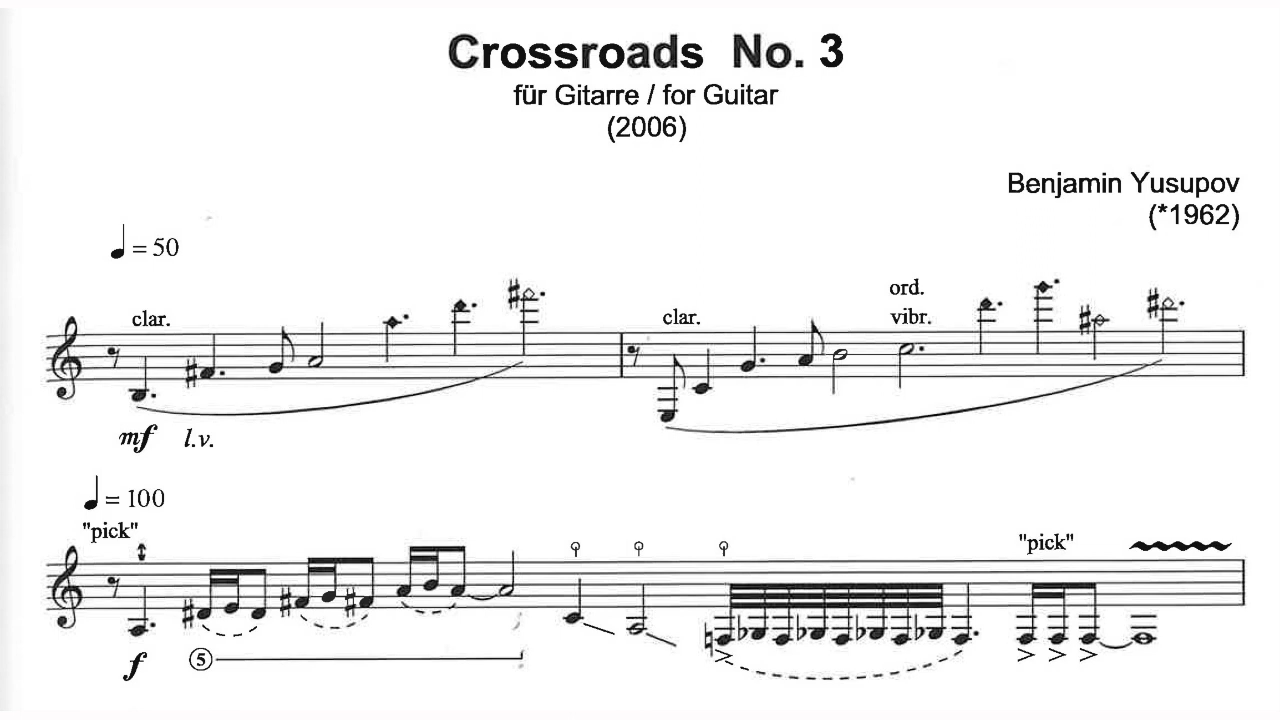 Crossroads No. 3
für Gitarre / for Guitar
(2006)
Benjamin Yusupov
(*1962)
♩ = 50
clar.
clar.
ord.
vibr.
mf l.v.
♩ = 100
"pick"
"pick"
f
5